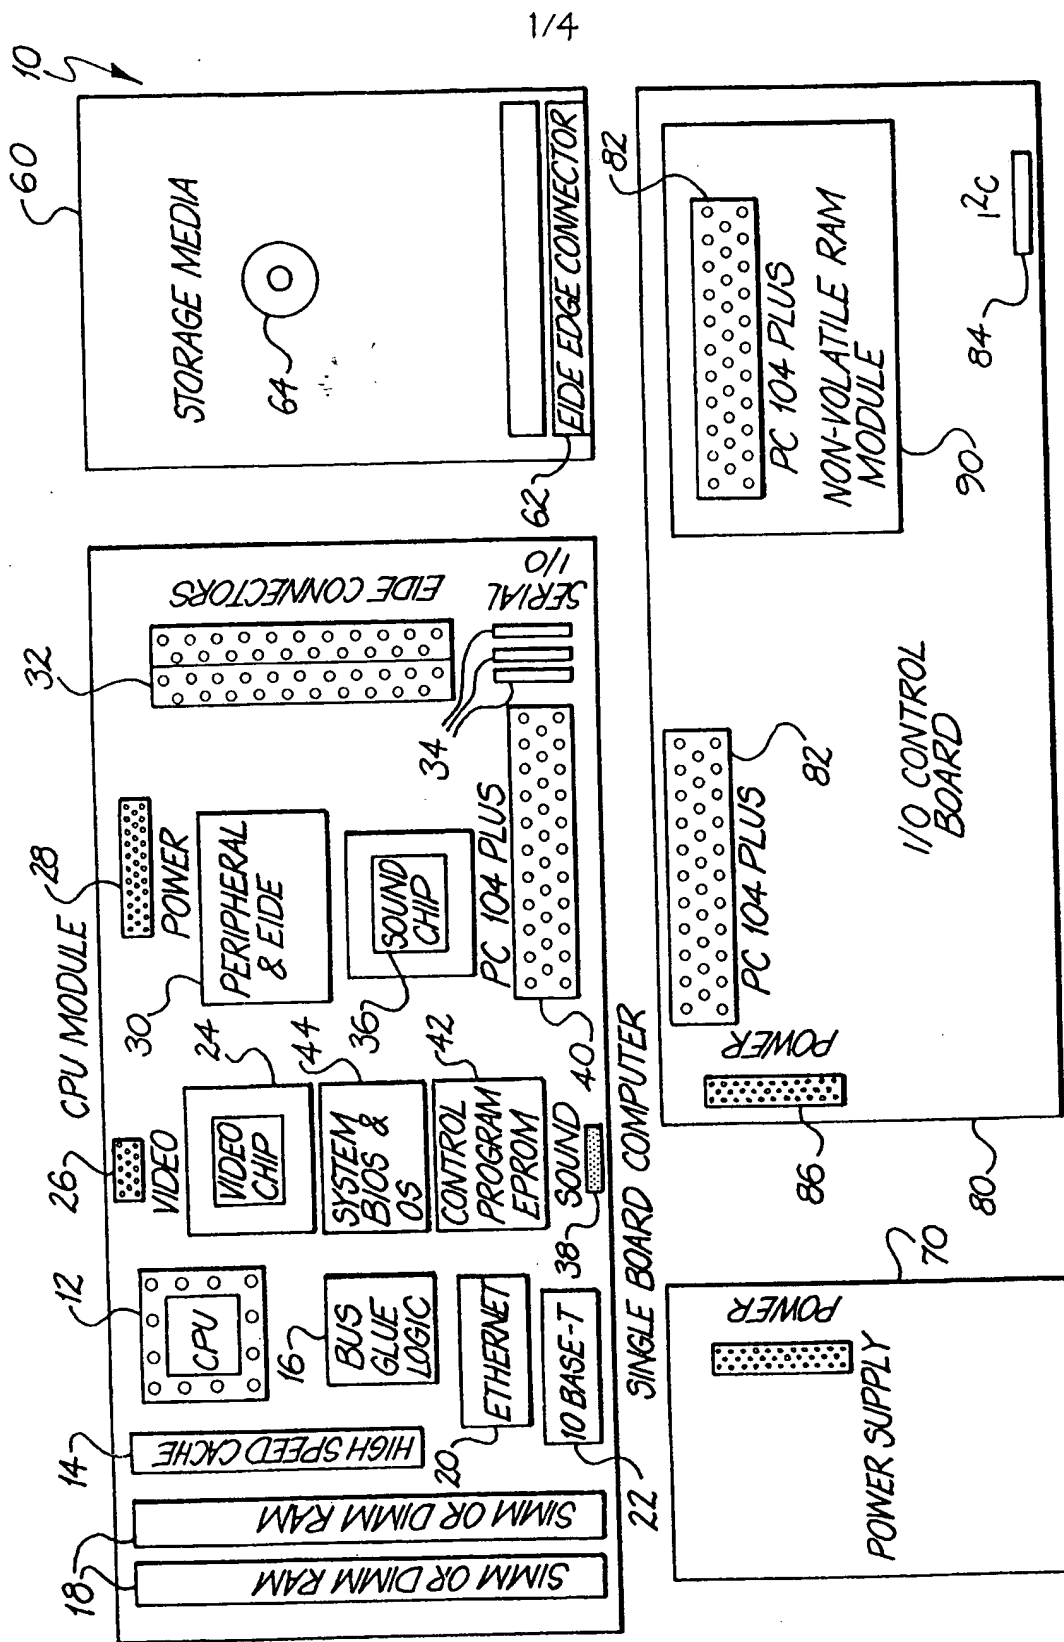 1/4
10
60
STORAGE MEDIA
64
EIDE EDGE CONNECTOR
62
CPU MODULE
18
SIMM OR DIMM RAM
SIMM OR DIMM RAM
14
HIGH SPEED CACHE
12
CPU
16
BUS
GLUE
LOGIC
20
ETHERNET
22
10 BASE-T
26
VIDEO
24
VIDEO
CHIP
44
SYSTEM
BIOS &
OS
42
CONTROL
PROGRAM
EPROM
38
SOUND
28
POWER
30
PERIPHERAL
& EIDE
36
SOUND
CHIP
PC 104 PLUS
40
32
EIDE CONNECTORS
34
SERIAL
I/O
SINGLE BOARD COMPUTER
70
POWER
POWER SUPPLY
80
86
POWER
PC 104 PLUS
82
I/O CONTROL
BOARD
82
PC 104 PLUS
NON-VOLATILE RAM
MODULE
90
84
I2C